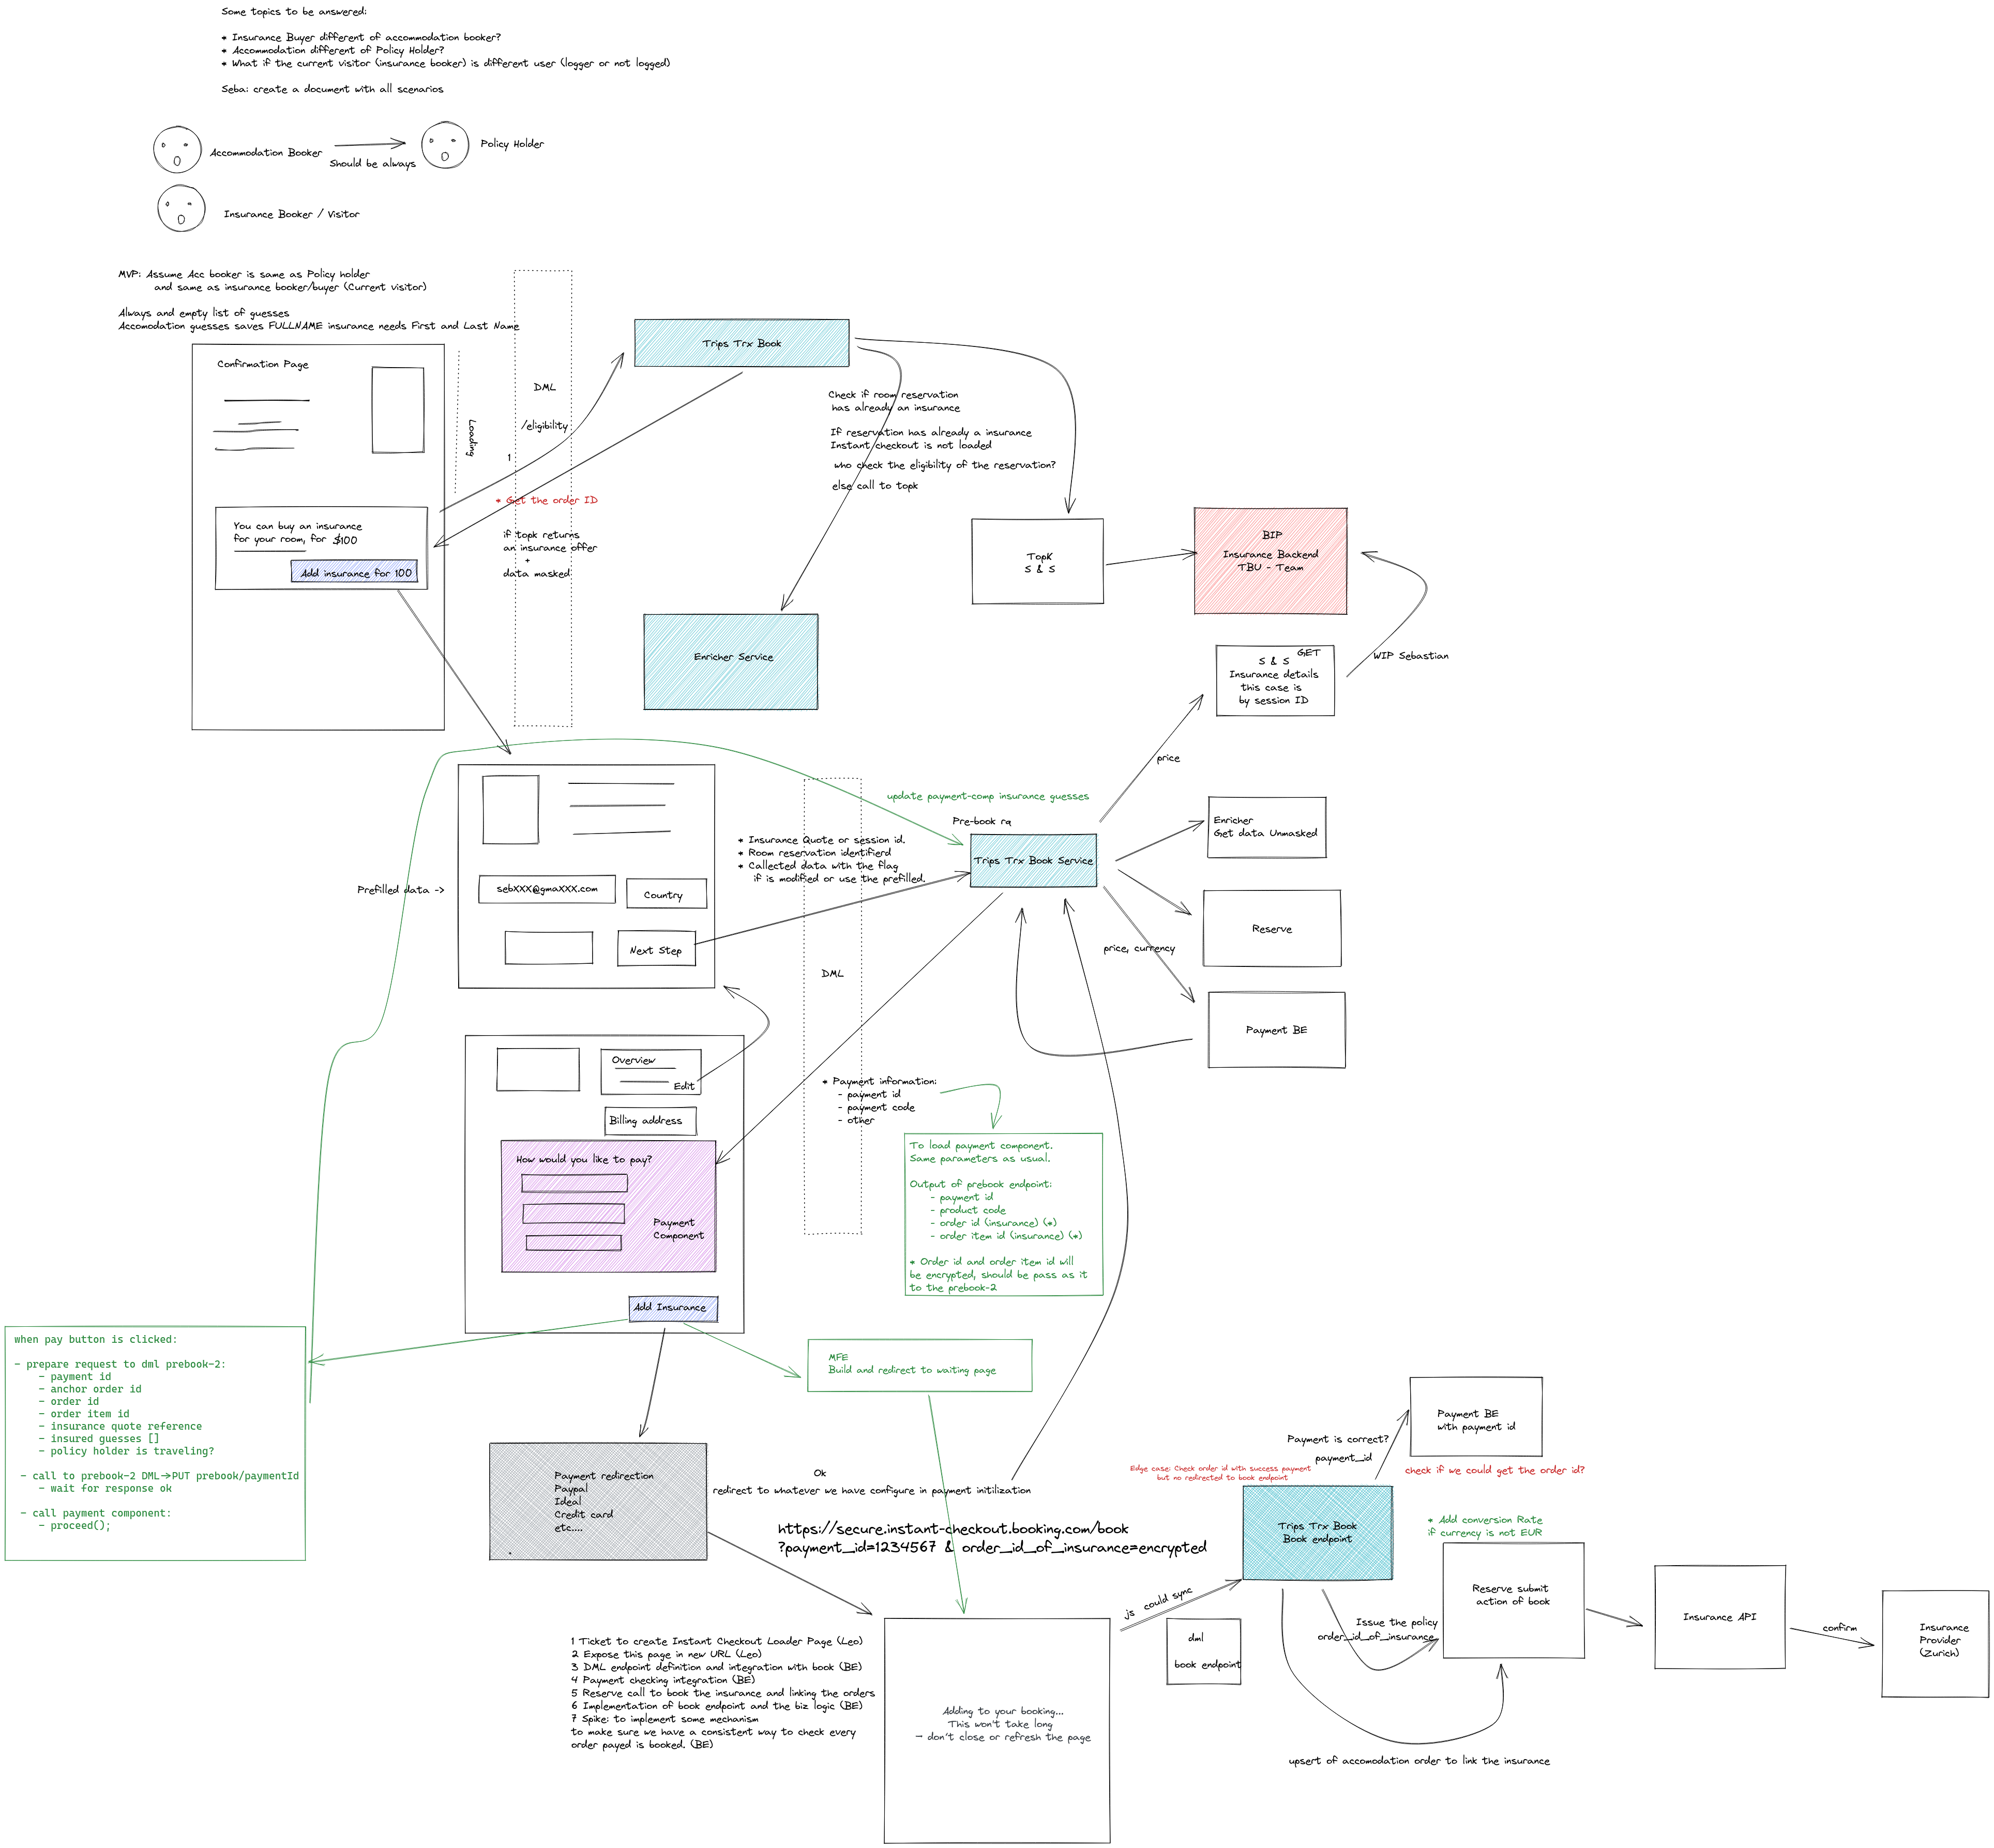 Some topics to be answered:
* Insurance Buyer different of accommodation booker?
* Accommodation different of Policy Holder?
* What if the current visitor (insurance booker) is different user (logger or not logged)
Seba: create a document with all scenarios
Accommodation Booker
Should be always
Policy Holder
Insurance Booker / Visitor
MVP: Assume Acc booker is same as Policy holder
and same as insurance booker/buyer (Current visitor)
Always and empty list of guesses
Accomodation guesses saves FULLNAME insurance needs First and Last Name
Confirmation Page
Loading
You can buy an insurance
for your room, for $100
Add insurance for 100
DML
/eligibility
1
* Get the order ID
if topk returns
an insurance offer
+
data masked
Trips Trx Book
Check if room reservation
has already an insurance
If reservation has already a insurance
Instant checkout is not loaded
who check the eligibility of the reservation?
else call to topk
Enricher Service
TopK
S & S
BIP
Insurance Backend
TBU - Team
GET
S & S
Insurance details
this case is
by session ID
WIP Sebastian
price
update payment-comp insurance guesses
Pre-book rq
Trips Trx Book Service
Enricher
Get data Unmasked
Reserve
price, currency
Payment BE
* Insurance Quote or session id.
* Room reservation identifierd
* Callected data with the flag
if is modified or use the prefilled.
Prefilled data ->
sebXXX@gmaXXX.com
Country
Next Step
DML
Overview
Edit
Billing address
How would you like to pay?
Payment
Component
Add Insurance
* Payment information:
- payment id
- payment code
- other
To load payment component.
Same parameters as usual.
Output of prebook endpoint:
- payment id
- product code
- order id (insurance) (*)
- order item id (insurance) (*)
* Order id and order item id will
be encrypted, should be pass as it
to the prebook-2
when pay button is clicked:
- prepare request to dml prebook-2:
- payment id
- anchor order id
- order id
- order item id
- insurance quote reference
- insured guesses []
- policy holder is traveling?
- call to prebook-2 DML->PUT prebook/paymentId
- wait for response ok
- call payment component:
- proceed();
MFE
Build and redirect to waiting page
Payment redirection
Paypal
Ideal
Credit card
etc....
Ok
redirect to whatever we have configure in payment initilization
https://secure.instant-checkout.booking.com/book
?payment_id=1234567 & order_id_of_insurance=encrypted
1 Ticket to create Instant Checkout Loader Page (Leo)
2 Expose this page in new URL (Leo)
3 DML endpoint definition and integration with book (BE)
4 Payment checking integration (BE)
5 Reserve call to book the insurance and linking the orders
6 Implementation of book endpoint and the biz logic (BE)
7 Spike: to implement some mechanism
to make sure we have a consistent way to check every
order payed is booked. (BE)
Adding to your booking...
This won't take long
- don't close or refresh the page
js could sync
dml
book endpoint
Edge case: Check order id with success payment
but no redirected to book endpoint
Trips Trx Book
Book endpoint
Payment is correct?
payment_id
Payment BE
with payment id
check if we could get the order id?
* Add conversion Rate
if currency is not EUR
Reserve submit
action of book
Issue the policy
order_id_of_insurance
upsert of accomodation order to link the insurance
Insurance API
confirm
Insurance
Provider
(Zurich)